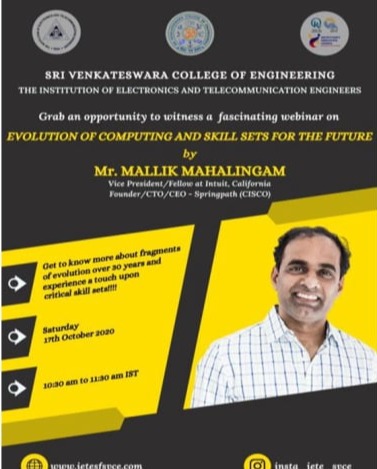 SRI VENKATESWARA COLLEGE OF ENGINEERING
THE INSTITUTION OF ELECTRONICS AND TELECOMMUNICATION ENGINEERS
Grab an opportunity to witness a fascinating webinar on
EVOLUTION OF COMPUTING AND SKILL SETS FOR THE FUTURE
by
Mr. MALLIK MAHALINGAM
Vice President/Fellow at Intuit, California
Founder/CTO/CEO - Springpath (CISCO)
Get to know more about fragments
of evolution over 30 years and
experience a touch upon
critical skill sets!!!!
Saturday
17th October 2020
10:30 am to 11:30 am IST
www.ietesfsvce.com
insta_iete_svce